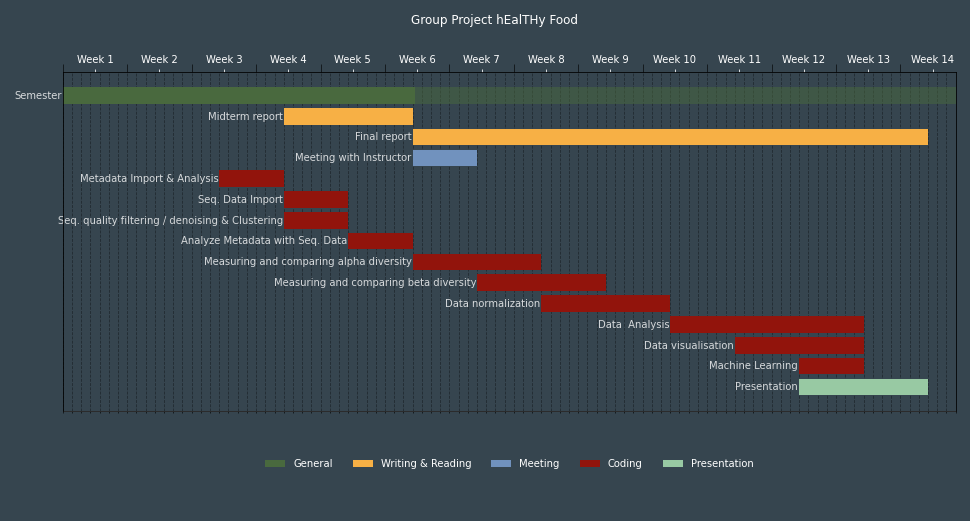 Group Project hEalTHy Food
Week 1 Week 2 Week 3 Week 4 Week 5 Week 6 Week 7 Week 8 Week 9 Week 10 Week 11 Week 12 Week 13 Week 14
Semester
Midterm report
Final report
Meeting with Instructor
Metadata Import & Analysis
Seq. Data Import
Seq. quality filtering / denoising & Clustering
Analyze Metadata with Seq. Data
Measuring and comparing alpha diversity
Measuring and comparing beta diversity
Data normalization
Data  Analysis
Data visualisation
Machine Learning
Presentation
General Writing & Reading Meeting Coding Presentation